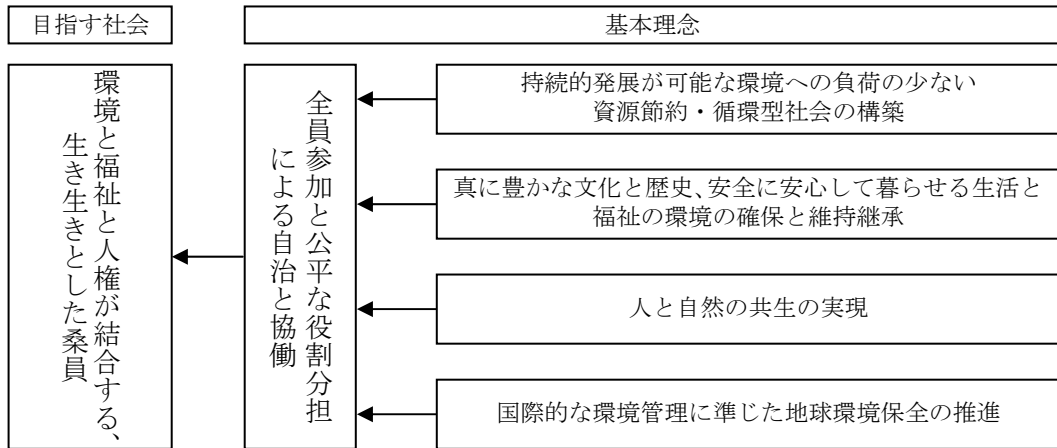 目指す社会
基本理念
環境と福祉と人権が結合する、
生き生きとした桑員
全員参加と公平な役割分担
による自治と協働
持続的発展が可能な環境への負荷の少ない
資源節約・循環型社会の構築
真に豊かな文化と歴史、安全に安心して暮らせる生活と
福祉の環境の確保と維持継承
人と自然の共生の実現
国際的な環境管理に準じた地球環境保全の推進